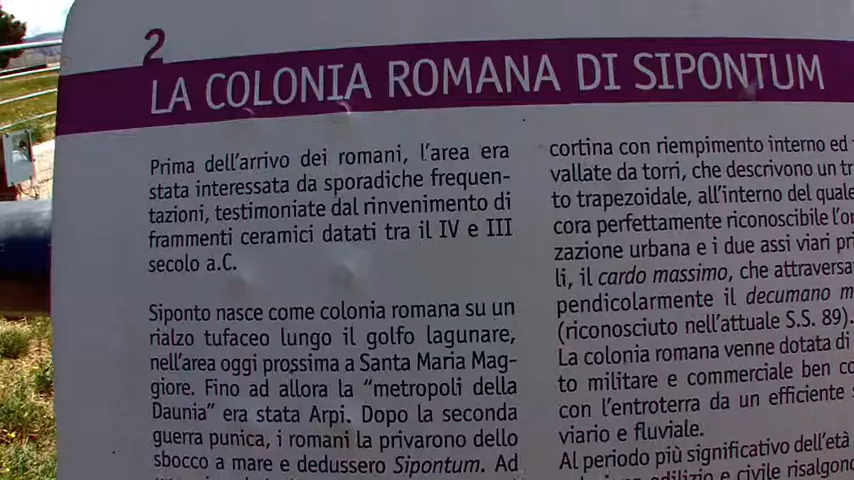 2
LA COLONIA ROMANA DI SIPONTUM
Prima dell'arrivo dei romani, l'area era
stata interessata da sporadiche frequen-
tazioni, testimoniate dal rinvenimento di
frammenti ceramici datati tra il IV e III
secolo a.C.
Siponto nasce come colonia romana su un
rialzo tufaceo lungo il golfo lagunare,
nell'area oggi prossima a Santa Maria Mag-
giore. Fino ad allora la "metropoli della
Daunia" era stata Arpi. Dopo la seconda
guerra punica, i romani la privarono dello
sbocco a mare e dedussero Sipontum. Ad
cortina con riempimento interno ed
vallate da torri, che descrivono un
to trapezoidale, all'interno del quale
cora perfettamente riconoscibile
zazione urbana e i due assi viari
li, il cardo massimo, che
pendicolarmente il decumano
(riconosciuto nell'attuale S.S. 89).
La colonia romana venne dotata di
to militare e commerciale ben
con l'entroterra da un efficiente
viario e fluviale.
Al periodo più significativo dell'età
edilizio e civile